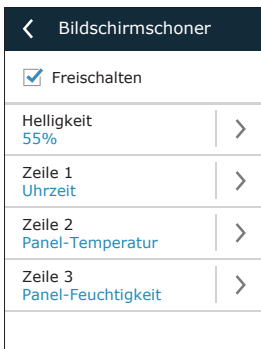 Bildschirmschoner
Freischalten
Helligkeit
55%
Zeile 1
Uhrzeit
Zeile 2
Panel-Temperatur
Zeile 3
Panel-Feuchtigkeit